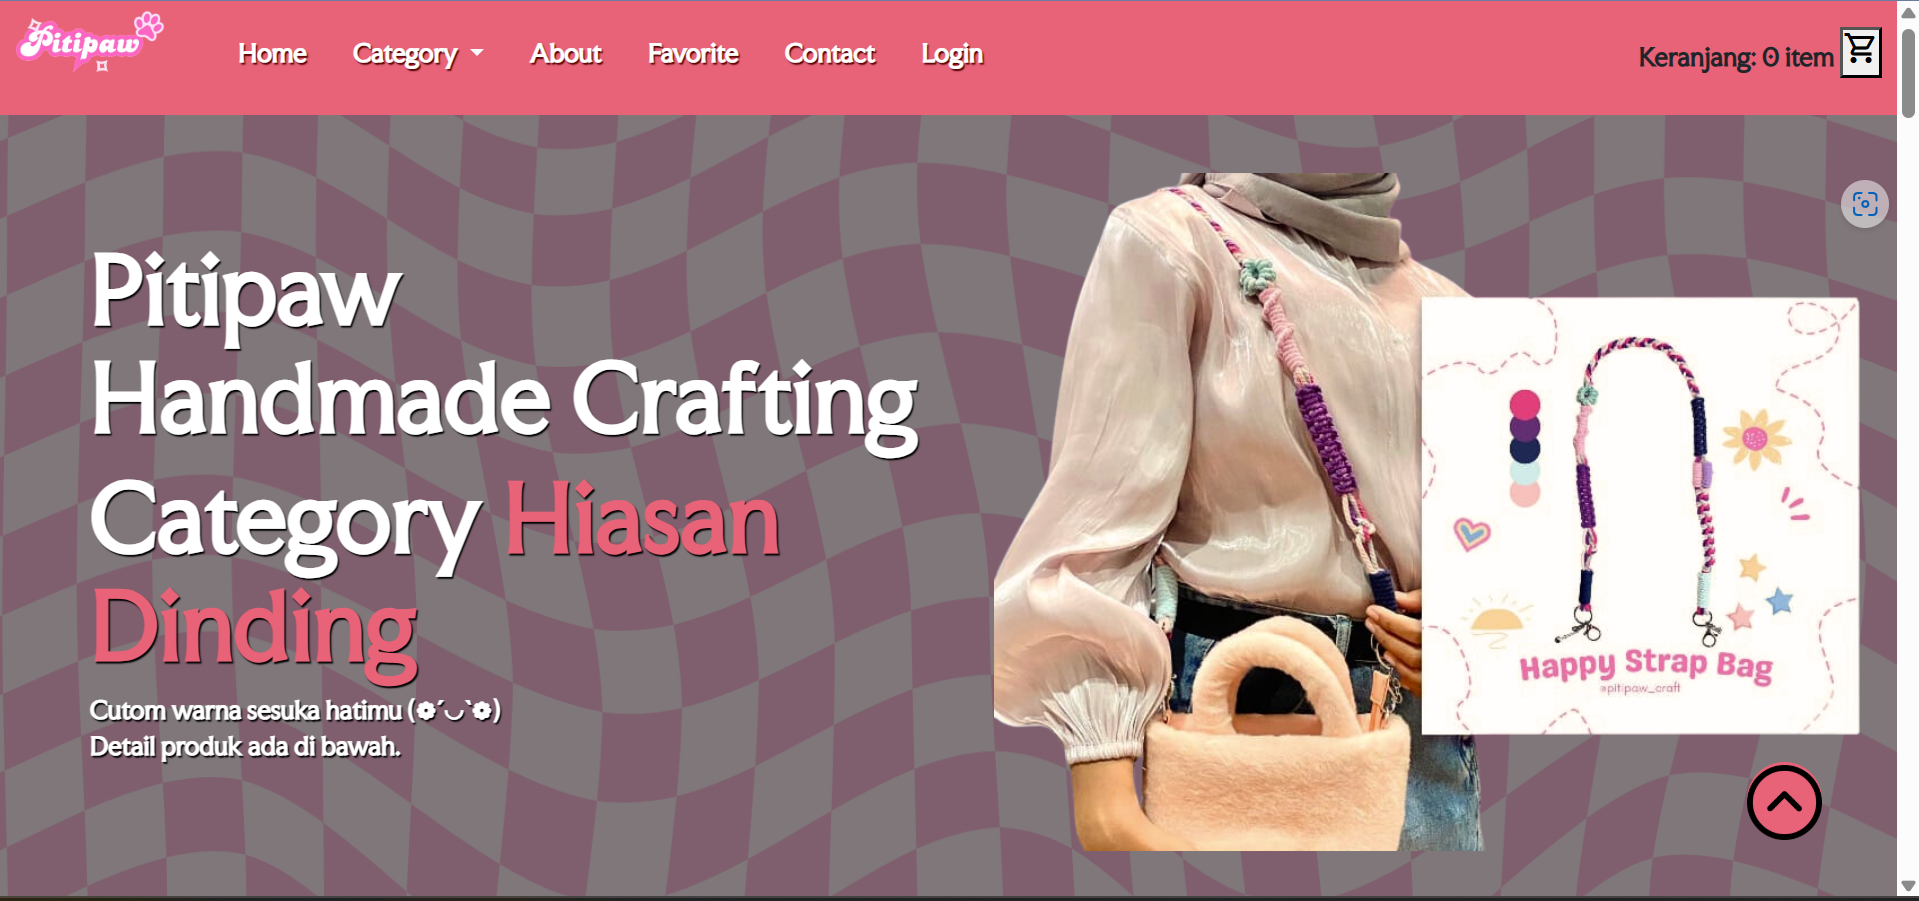 Pitipaw
Home Category About Favorite Contact Login
Keranjang: 0 item
Pitipaw
Handmade Crafting
Category Hiasan
Dinding
Cutom warna sesuka hatimu (❁´◡`❁)
Detail produk ada di bawah.
Happy Strap Bag
@pitipaw_craft